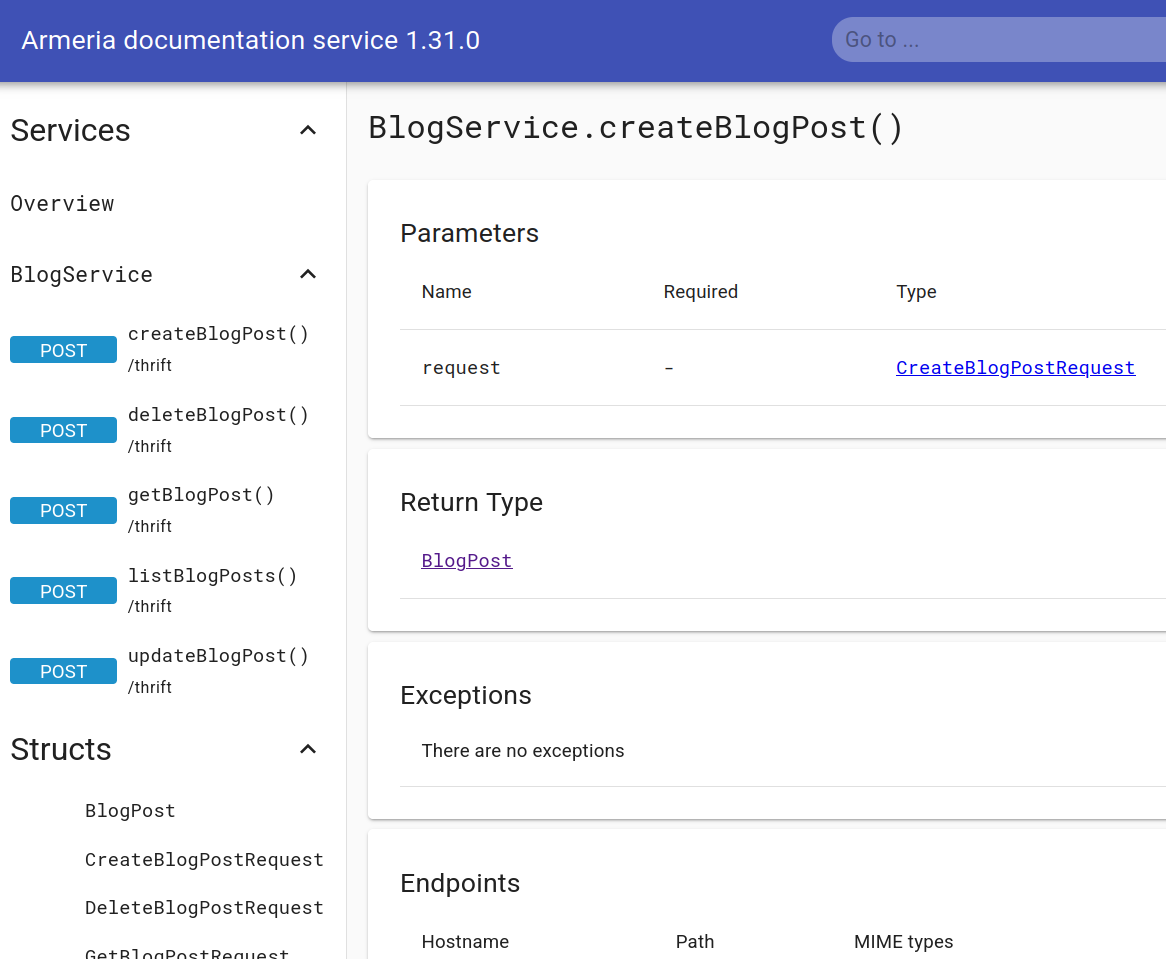 Armeria documentation service 1.31.0
Go to ...
Services
Overview
BlogService
POST createBlogPost()
/thrift
POST deleteBlogPost()
/thrift
POST getBlogPost()
/thrift
POST listBlogPosts()
/thrift
POST updateBlogPost()
/thrift
Structs
BlogPost
CreateBlogPostRequest
DeleteBlogPostRequest
GetBlogPostRequest
BlogService.createBlogPost()
Parameters
Name Required Type
request - CreateBlogPostRequest
Return Type
BlogPost
Exceptions
There are no exceptions
Endpoints
Hostname Path MIME types